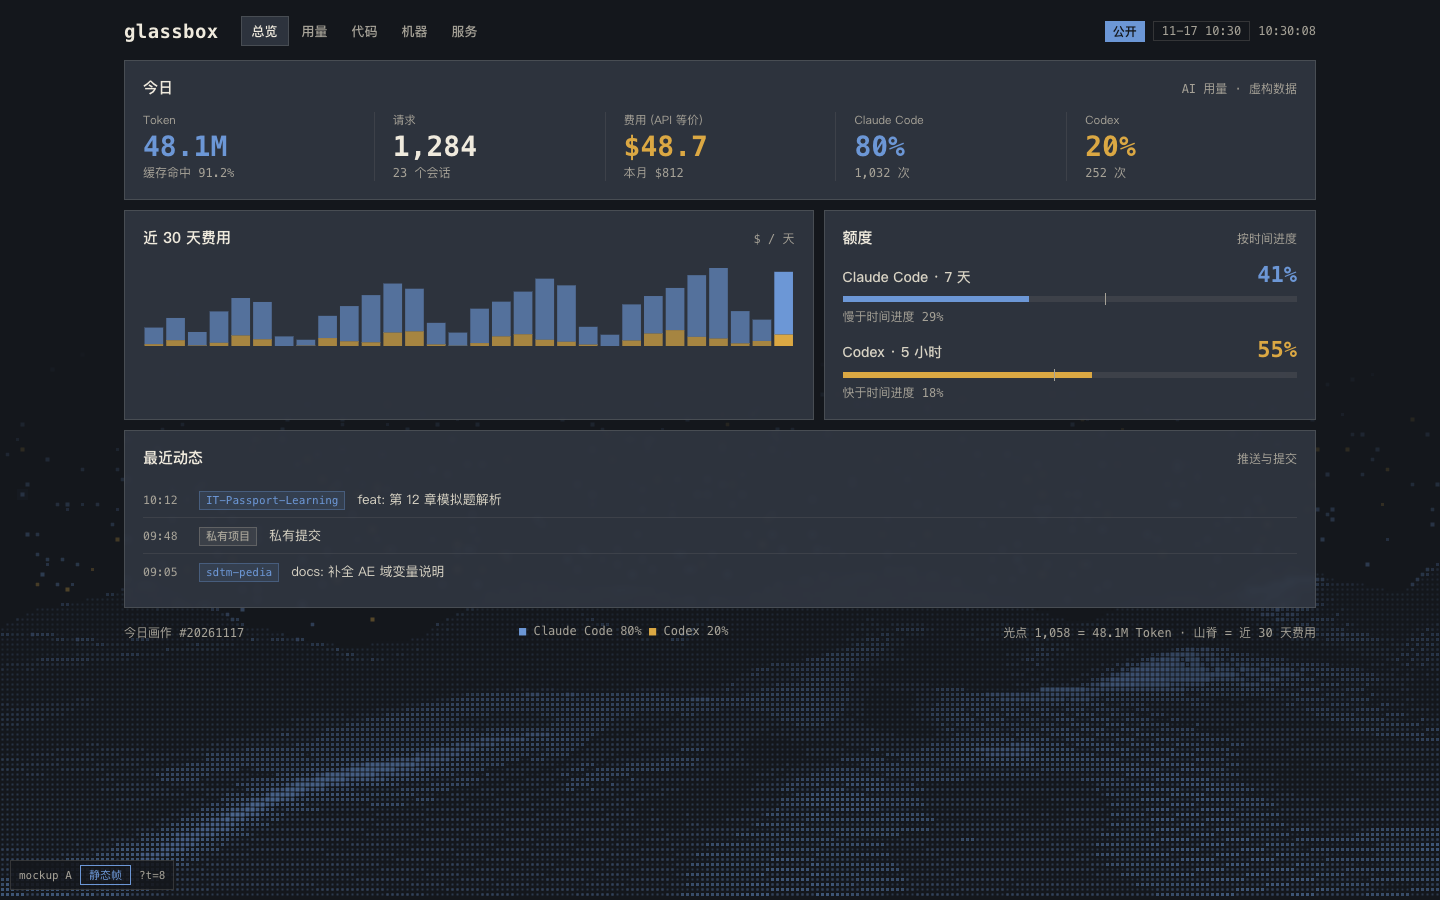 glassbox 总览 用量 代码 机器 服务 公开 11-17 10:30 10:30:08
今日 AI 用量 · 虚构数据
Token 请求 费用 (API 等价) Claude Code Codex
48.1M 1,284 $48.7 80% 20%
缓存命中 91.2% 23 个会话 本月 $812 1,032 次 252 次
近 30 天费用 $ / 天
额度 按时间进度
Claude Code · 7 天 41%
慢于时间进度 29%
Codex · 5 小时 55%
快于时间进度 18%
最近动态 推送与提交
10:12 IT-Passport-Learning feat: 第 12 章模拟题解析
09:48 私有项目 私有提交
09:05 sdtm-pedia docs: 补全 AE 域变量说明
今日画作 #20261117 Claude Code 80% Codex 20% 光点 1,058 = 48.1M Token · 山脊 = 近 30 天费用
mockup A 静态帧 ?t=8